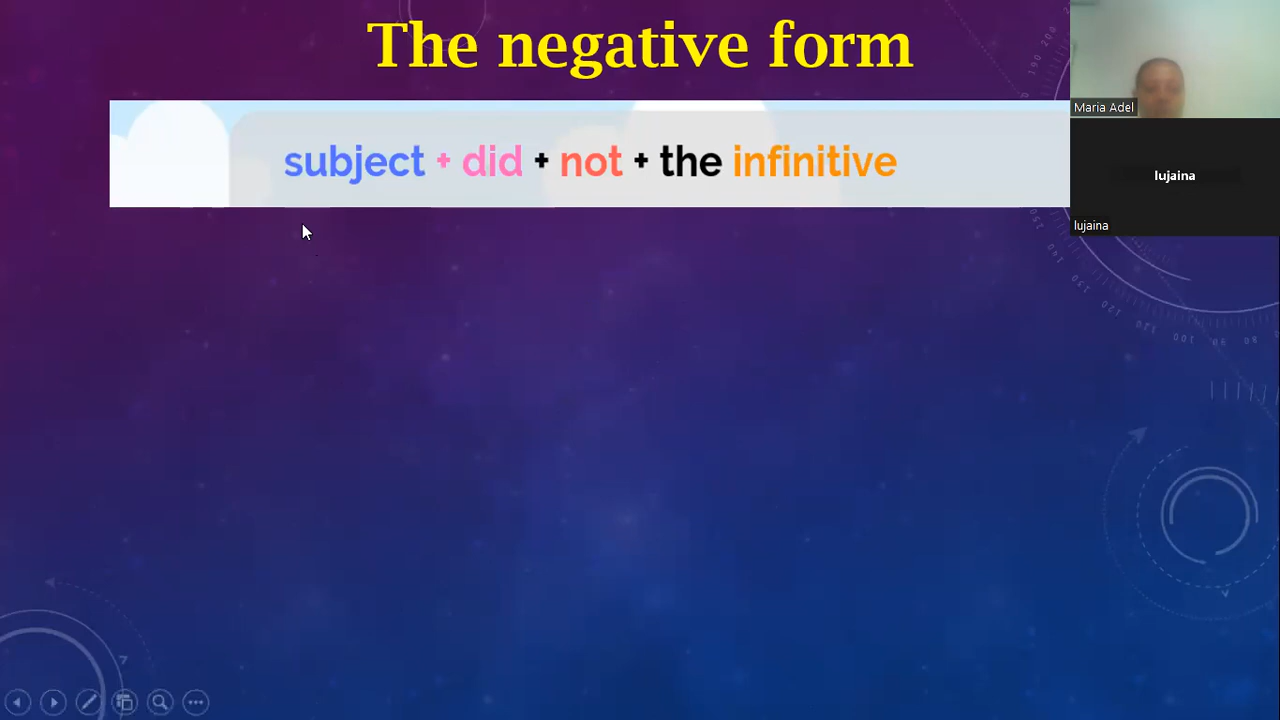 The negative form
subject + did + not + the infinitive
Maria Adel
lujaina
lujaina